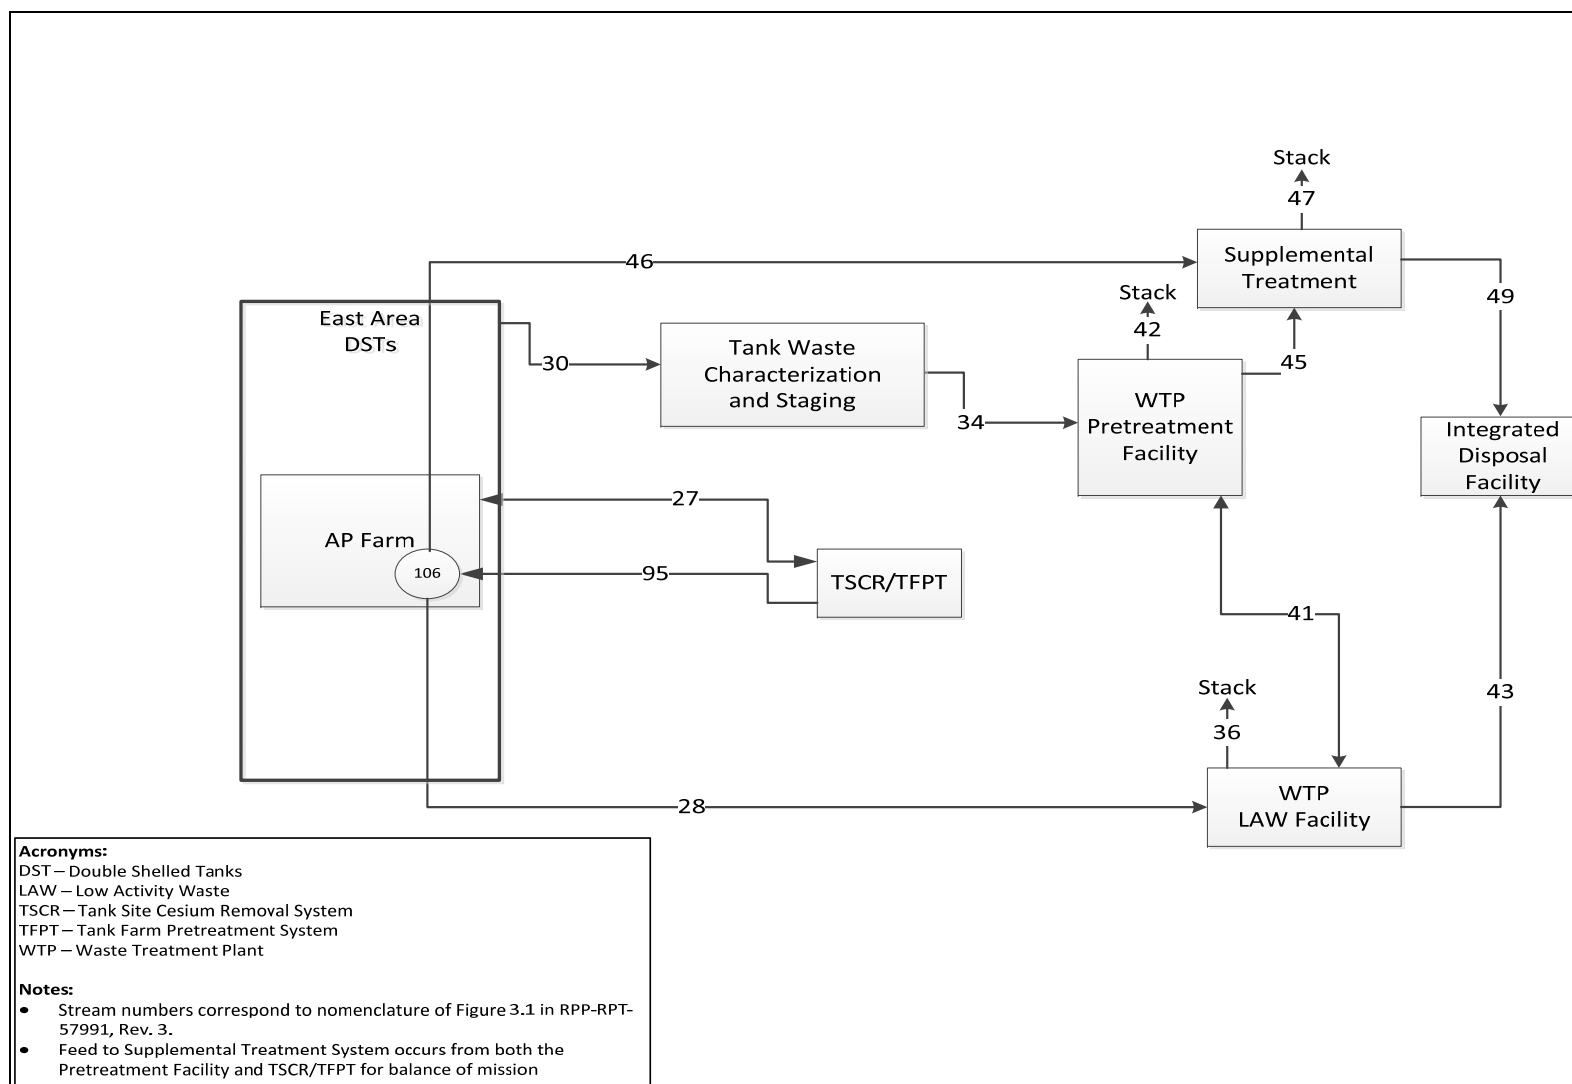 Stack
47
Supplemental
Treatment
46
49
Stack
42
45
East Area
DSTs
30
Tank Waste
Characterization
and Staging
34
WTP
Pretreatment
Facility
Integrated
Disposal
Facility
27
AP Farm
106
95
TSCR/TFPT
41
43
Stack
36
28
WTP
LAW Facility
Acronyms:
DST – Double Shelled Tanks
LAW – Low Activity Waste
TSCR – Tank Site Cesium Removal System
TFPT – Tank Farm Pretreatment System
WTP – Waste Treatment Plant
Notes:
• Stream numbers correspond to nomenclature of Figure 3.1 in RPP-RPT-
57991, Rev. 3.
• Feed to Supplemental Treatment System occurs from both the
Pretreatment Facility and TSCR/TFPT for balance of mission